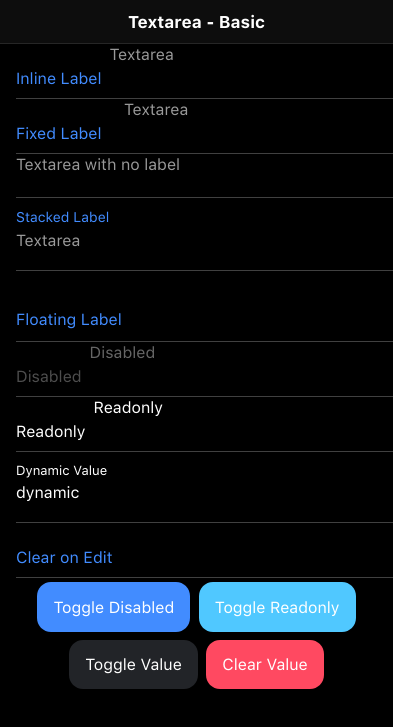 Textarea - Basic
Textarea
Inline Label
Textarea
Fixed Label
Textarea with no label
Stacked Label
Textarea
Floating Label
Disabled
Disabled
Readonly
Readonly
Dynamic Value
dynamic
Clear on Edit
Toggle Disabled Toggle Readonly
Toggle Value Clear Value